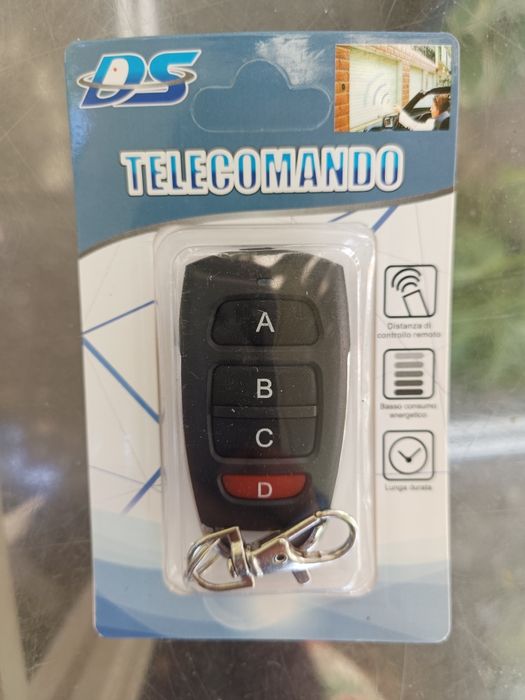 DS
TELECOMANDO
A
B
C
D
Distanza di
controllo remoto
Basso consumo
energetico
Lunga durata